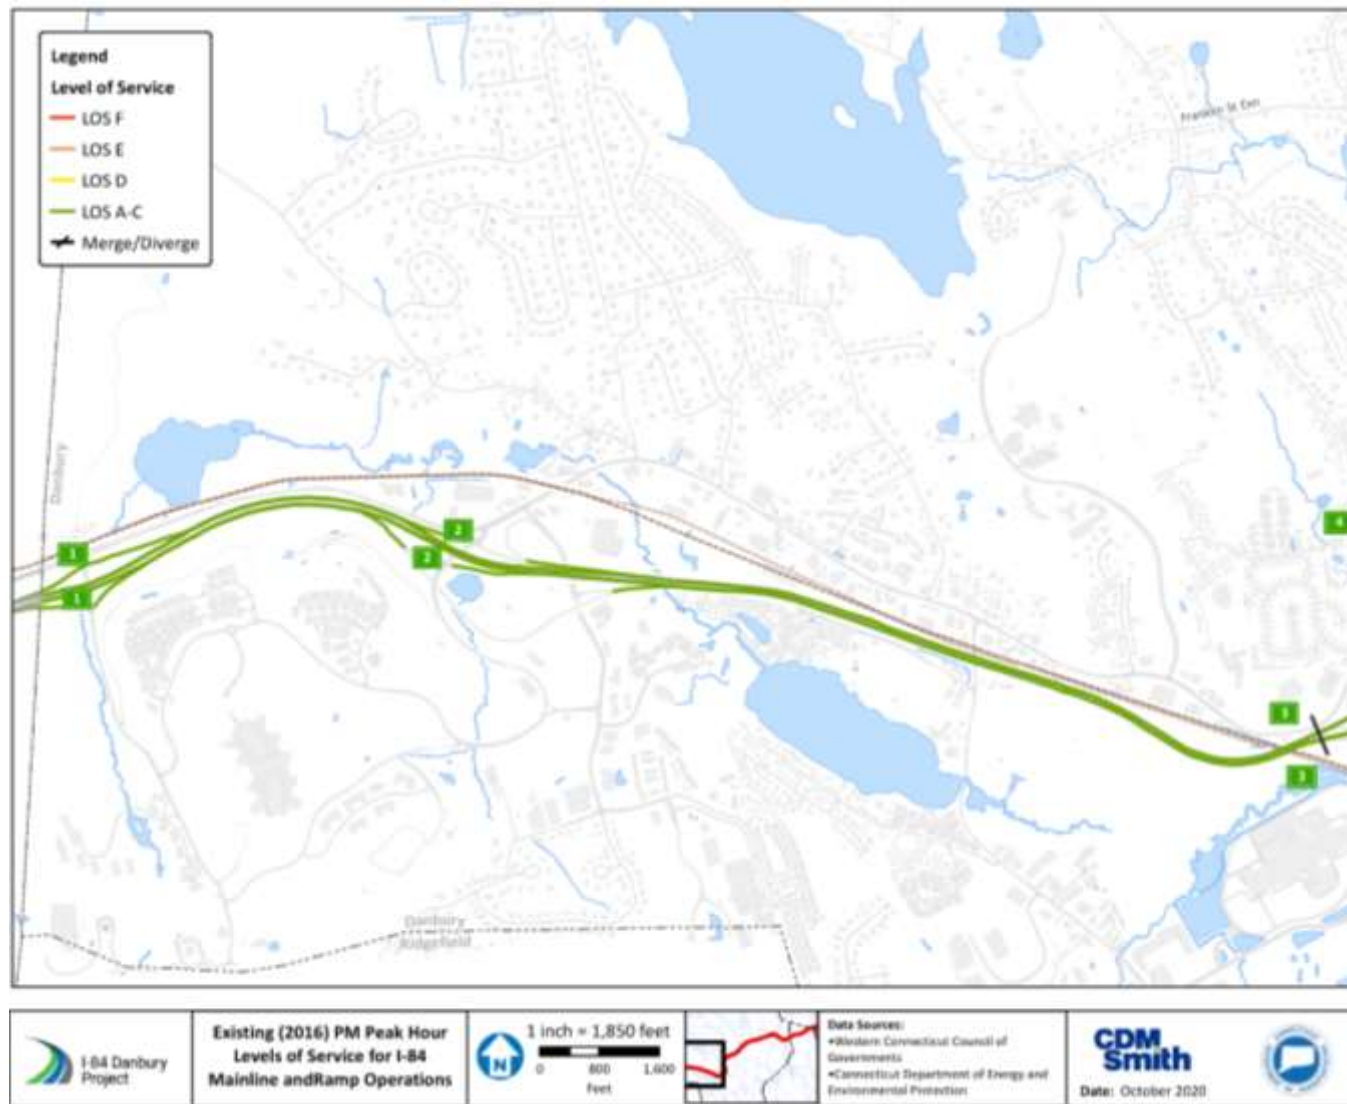 Legend
Level of Service
LOS F
LOS E
LOS D
LOS A-C
Merge/Diverge
Franklin St Extn
Danbury
1
1
2
2
4
3
3
Danbury
Ridgefield
I-84 Danbury
Project
Existing (2016) PM Peak Hour
Levels of Service for I-84
Mainline andRamp Operations
N
1 inch = 1,850 feet
0 800 1,600
Feet
Data Sources:
•Western Connecticut Council of
Governments
•Connecticut Department of Energy and
Environmental Protection
CDM
Smith
Date: October 2020